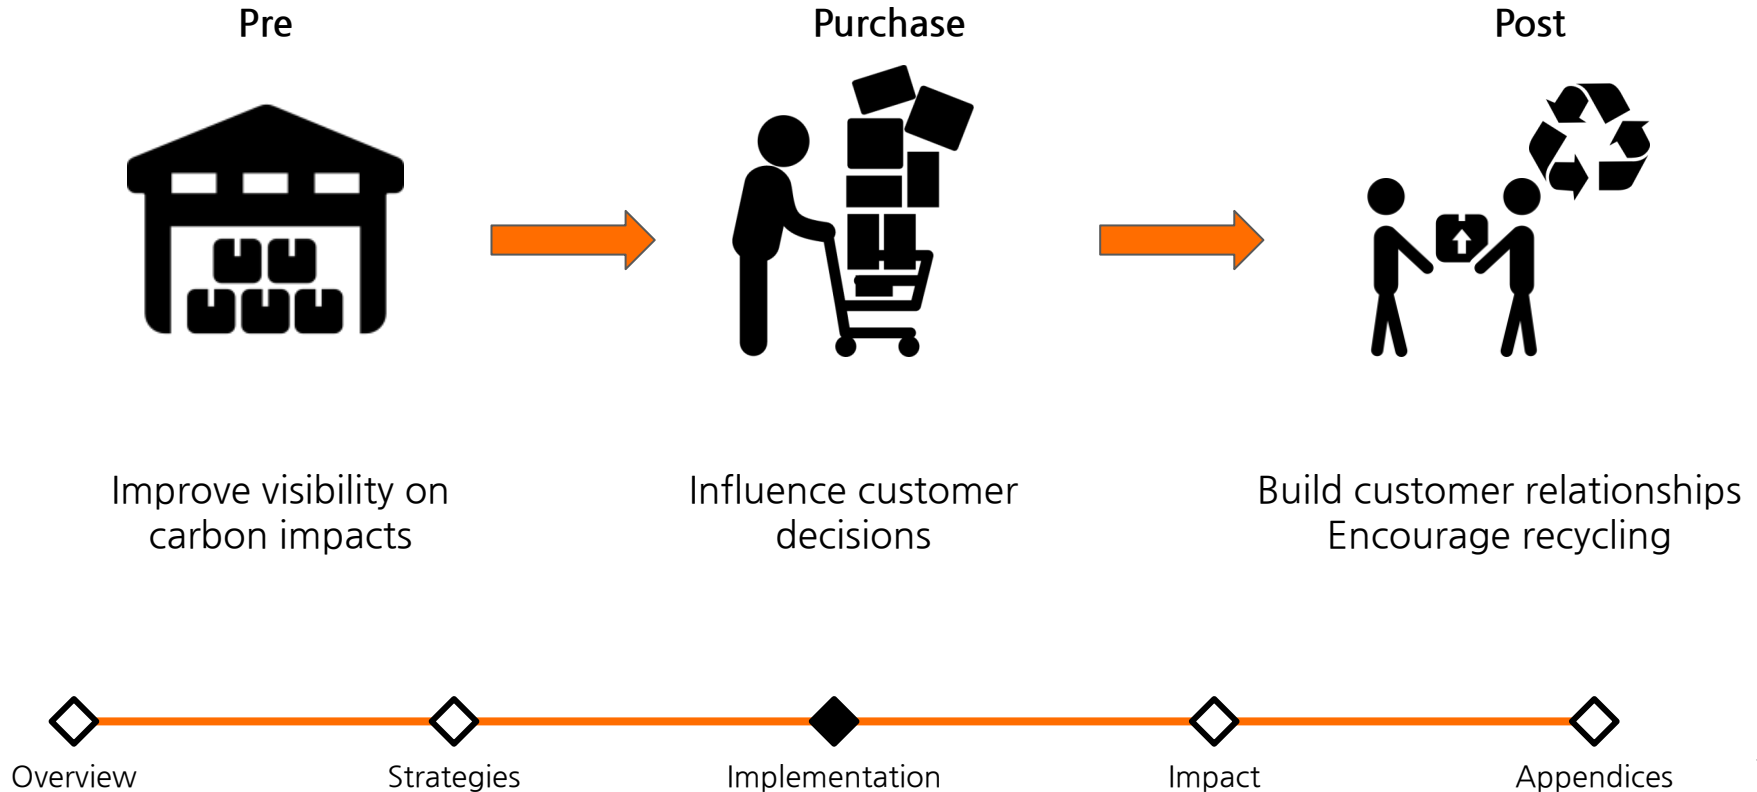 Pre
Purchase
Post
Improve visibility on
carbon impacts
Influence customer
decisions
Build customer relationships
Encourage recycling
Overview
Strategies
Implementation
Impact
Appendices